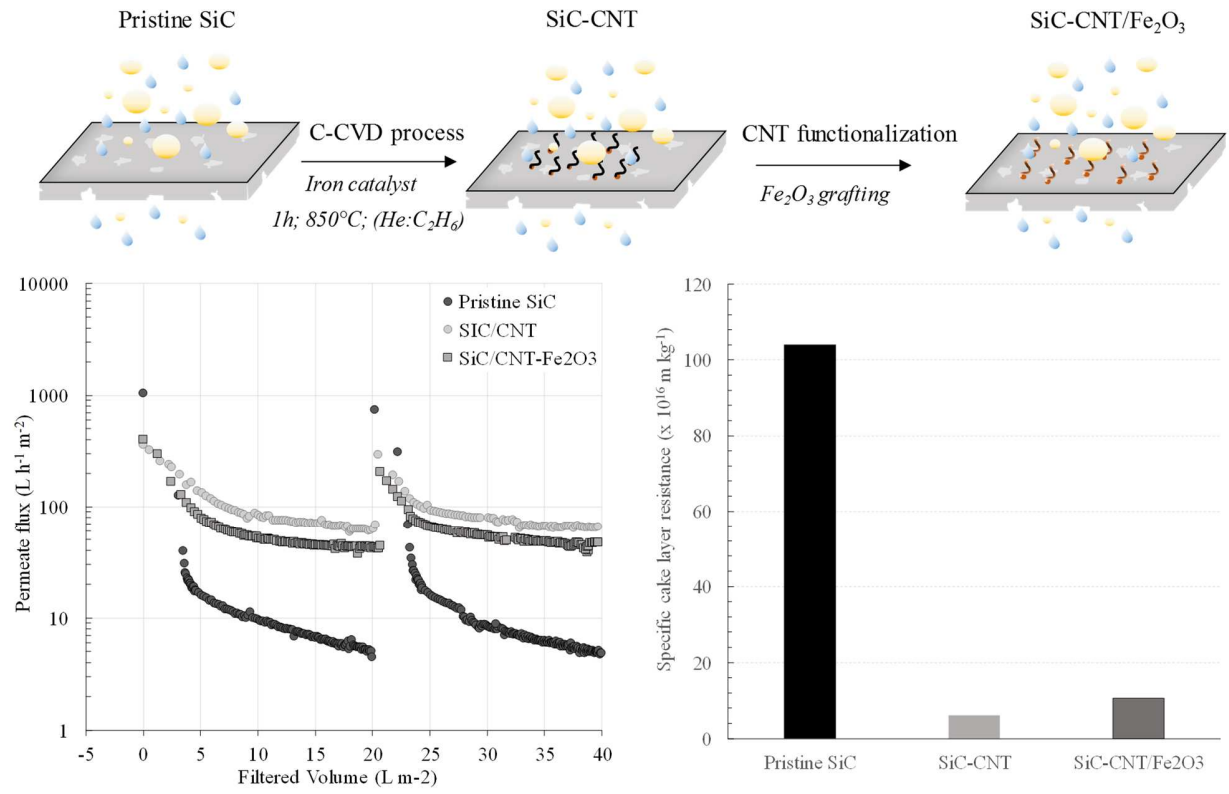 Pristine SiC
SiC-CNT
SiC-CNT/Fe₂O₃
C-CVD process
Iron catalyst
1h; 850°C; (He:C₂H₆)
CNT functionalization
Fe₂O₃ grafting
Permeate flux (L h⁻¹ m⁻²)
10000
1000
100
10
1
-5 0 5 10 15 20 25 30 35 40
Filtered Volume (L m-2)
Pristine SiC
SIC/CNT
SiC/CNT-Fe2O3
Specific cake layer resistance (x 10¹⁶ m kg⁻¹)
120
100
80
60
40
20
0
Pristine SiC
SiC-CNT
SiC-CNT/Fe2O3